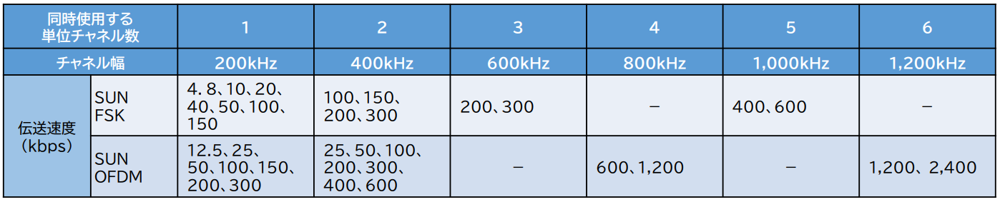 同時使用する
単位チャネル数
1
2
3
4
5
6
チャネル幅
200kHz
400kHz
600kHz
800kHz
1,000kHz
1,200kHz
伝送速度
（kbps）
SUN
FSK
4．8、10、20、
40、50、100、
150
100、150、
200、300
200、300
－
400、600
－
SUN
OFDM
12.5、25、
50、100、150、
200、300
25、50、100、
200、300、
400、600
－
600、1,200
－
1,200、2,400